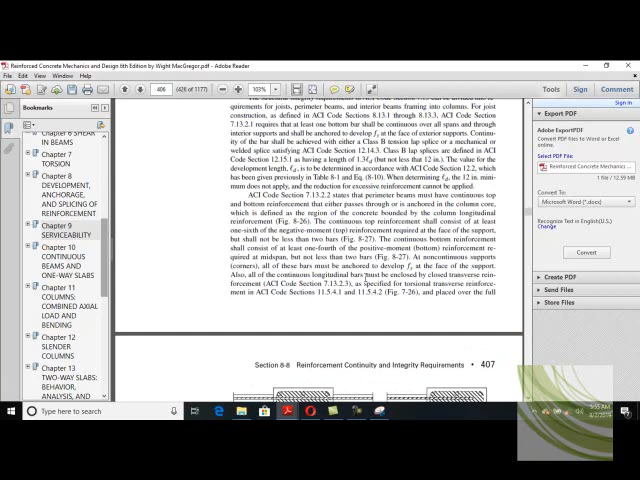 Reinforced Concrete Mechanics and Design 6th Edition by Wight MacGregor.pdf - Adobe Reader
File Edit View Window Help
406 (426 of 1177) 103% Tools Sign Comment
Sign In
Bookmarks
Chapter 6 SHEAR
IN BEAMS
Chapter 7
TORSION
Chapter 8
DEVELOPMENT,
ANCHORAGE,
AND SPLICING OF
REINFORCEMENT
Chapter 9
SERVICEABILITY
Chapter 10
CONTINUOUS
BEAMS AND
ONE-WAY SLABS
Chapter 11
COLUMNS:
COMBINED AXIAL
LOAD AND
BENDING
Chapter 12
SLENDER
COLUMNS
Chapter 13
TWO-WAY SLABS:
BEHAVIOR,
ANALYSIS, AND
quirements for joists, perimeter beams, and interior beams framing into columns. For joist
construction, as defined in ACI Code Sections 8.13.1 through 8.13.3, ACI Code Section
7.13.2.1 requires that at least one bottom bar shall be continuous over all spans and through
interior supports and shall be anchored to develop fy at the face of exterior supports. Continu-
ity of the bar shall be achieved with either a Class B tension lap splice or a mechanical or
welded splice satisfying ACI Code Section 12.14.3. Class B lap splices are defined in ACI
Code Section 12.15.1 as having a length of 1.3ℓd (but not less than 12 in.). The value for the
development length, ℓd, is to be determined in accordance with ACI Code Section 12.2, which
has been given previously in Table 8-1 and Eq. (8-10). When determining ℓd, the 12 in. mini-
mum does not apply, and the reduction for excessive reinforcement cannot be applied.
ACI Code Section 7.13.2.2 states that perimeter beams must have continuous top
and bottom reinforcement that either passes through or is anchored in the column core,
which is defined as the region of the concrete bounded by the column longitudinal
reinforcement (Fig. 8-26). The continuous top reinforcement shall consist of at least
one-sixth of the negative-moment (top) reinforcement required at the face of the support,
but shall not be less than two bars (Fig. 8-27). The continuous bottom reinforcement
shall consist of at least one-fourth of the positive-moment (bottom) reinforcement re-
quired at midspan, but not less than two bars (Fig. 8-27). At noncontinuous supports
(corners), all of these bars must be anchored to develop fy at the face of the support.
Also, all of the continuous longitudinal bars must be enclosed by closed transverse rein-
forcement (ACI Code Section 7.13.2.3), as specified for torsional transverse reinforce-
ment in ACI Code Sections 11.5.4.1 and 11.5.4.2 (Fig. 7-26), and placed over the full
Section 8-8 Reinforcement Continuity and Integrity Requirements • 407
Export PDF
Adobe ExportPDF
Convert PDF files to Word or Excel
online.
Select PDF File:
Reinforced Concrete Mechanics ...
1 file / 12.59 MB
Convert To:
Microsoft Word (*.docx)
Recognize Text in English(U.S.)
Change
Convert
Create PDF
Send Files
Store Files
Type here to search
5:55 AM